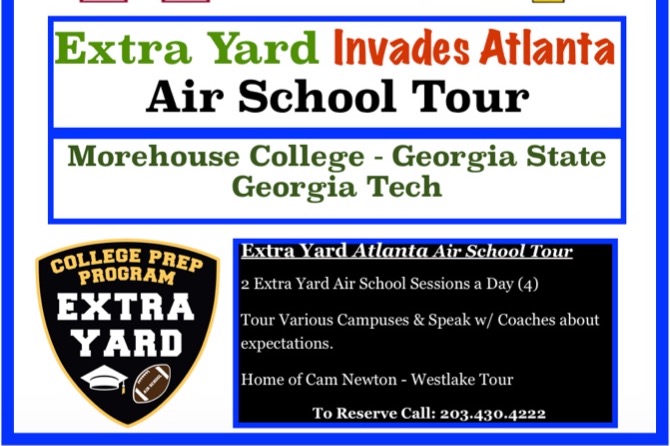 Extra Yard Invades Atlanta
Air School Tour
Morehouse College - Georgia State
Georgia Tech
COLLEGE PREP
PROGRAM
EXTRA
YARD
AIR SCHOOL
Extra Yard Atlanta Air School Tour
2 Extra Yard Air School Sessions a Day (4)
Tour Various Campuses & Speak w/ Coaches about
expectations.
Home of Cam Newton - Westlake Tour
To Reserve Call: 203.430.4222